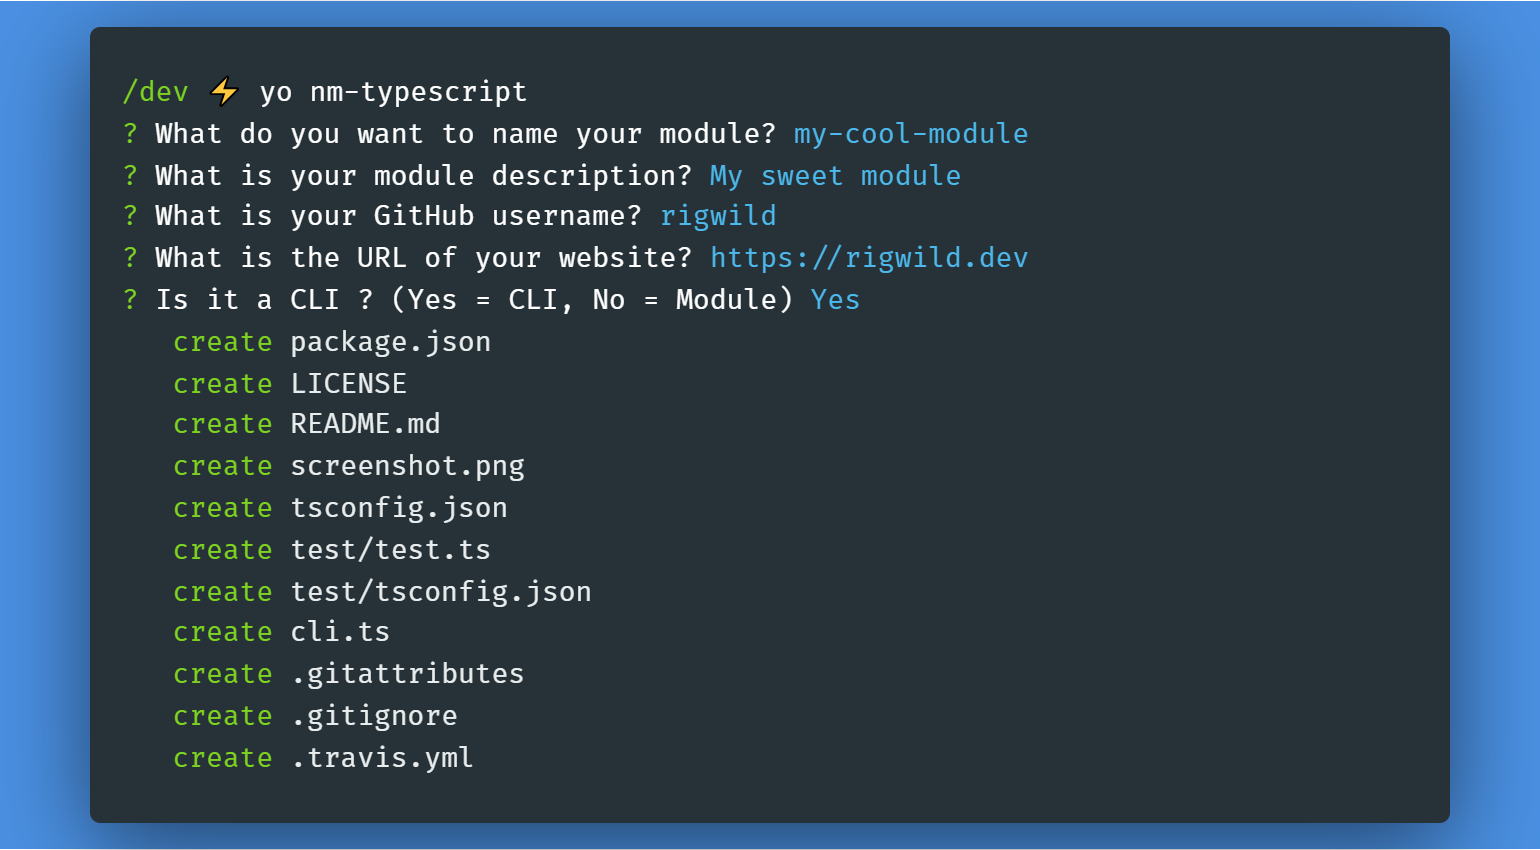 /dev ⚡ yo nm-typescript
? What do you want to name your module? my-cool-module
? What is your module description? My sweet module
? What is your GitHub username? rigwild
? What is the URL of your website? https://rigwild.dev
? Is it a CLI ? (Yes = CLI, No = Module) Yes
create package.json
create LICENSE
create README.md
create screenshot.png
create tsconfig.json
create test/test.ts
create test/tsconfig.json
create cli.ts
create .gitattributes
create .gitignore
create .travis.yml